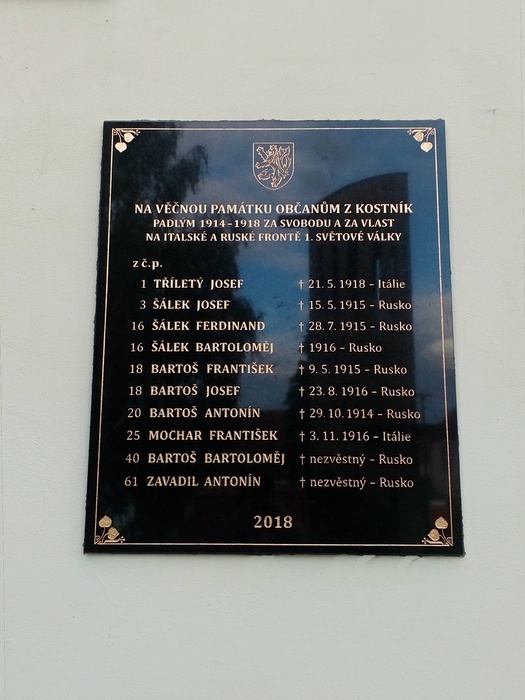 NA VĚČNOU PAMÁTKU OBČANŮM Z KOSTNÍK
PADLÝM 1914 – 1918 ZA SVOBODU A ZA VLAST
NA ITALSKÉ A RUSKÉ FRONTĚ 1. SVĚTOVÉ VÁLKY
z č.p.
1 TŘÍLETÝ JOSEF † 21. 5. 1918 – Itálie
3 ŠÁLEK JOSEF † 15. 5. 1915 – Rusko
16 ŠÁLEK FERDINAND † 28. 7. 1915 – Rusko
16 ŠÁLEK BARTOLOMĚJ † 1916 – Rusko
18 BARTOŠ FRANTIŠEK † 9. 5. 1915 – Rusko
18 BARTOŠ JOSEF † 23. 8. 1916 – Rusko
20 BARTOŠ ANTONÍN † 29. 10. 1914 – Rusko
25 MOCHAR FRANTIŠEK † 3. 11. 1916 – Itálie
40 BARTOŠ BARTOLOMĚJ † nezvěstný – Rusko
61 ZAVADIL ANTONÍN † nezvěstný – Rusko
2018